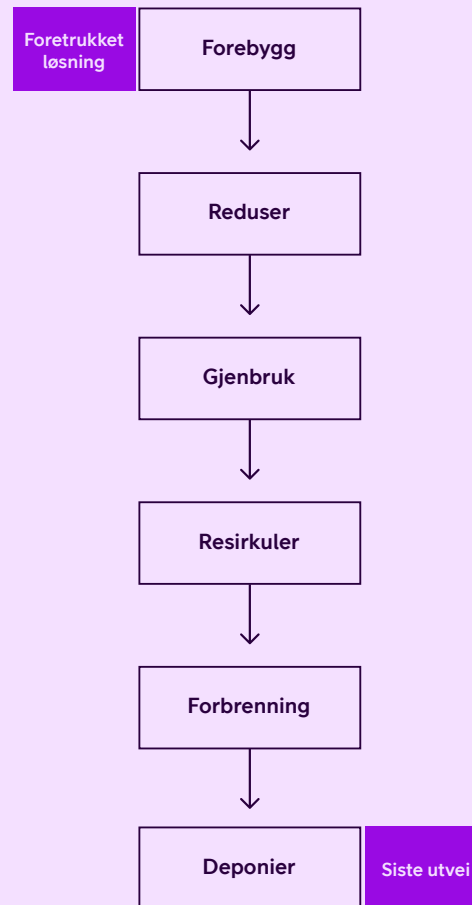 Foretrukket
løsning
Forebygg
Reduser
Gjenbruk
Resirkuler
Forbrenning
Deponier
Siste utvei